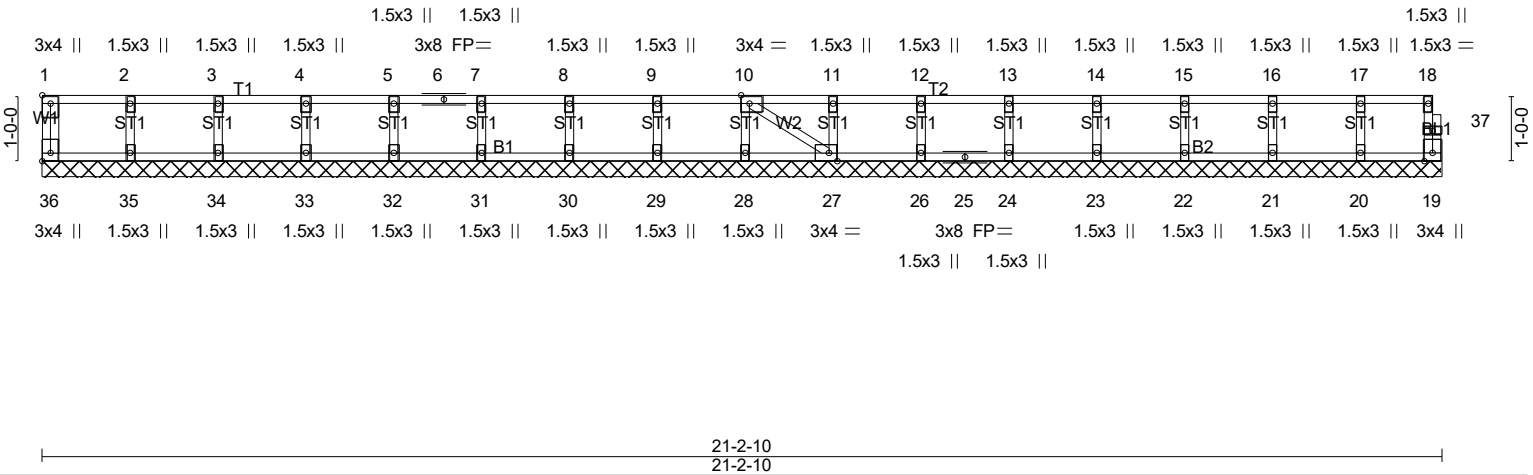 1.5x3 || 1.5x3 || 1.5x3 ||
3x4 || 1.5x3 || 1.5x3 || 1.5x3 || 3x8 FP= 1.5x3 || 1.5x3 || 3x4 = 1.5x3 || 1.5x3 || 1.5x3 || 1.5x3 || 1.5x3 || 1.5x3 || 1.5x3 || 1.5x3 =
1 2 3 4 5 6 7 8 9 10 11 12 13 14 15 16 17 18
T1 T2
1-0-0 W1 ST1 ST1 ST1 ST1 ST1 ST1 ST1 ST1 W2 ST1 ST1 ST1 ST1 ST1 ST1 ST1 BL1 37 1-0-0
B1 B2
36 35 34 33 32 31 30 29 28 27 26 25 24 23 22 21 20 19
3x4 || 1.5x3 || 1.5x3 || 1.5x3 || 1.5x3 || 1.5x3 || 1.5x3 || 1.5x3 || 1.5x3 || 3x4 = 3x8 FP= 1.5x3 || 1.5x3 || 1.5x3 || 1.5x3 || 3x4 ||
1.5x3 || 1.5x3 ||
21-2-10
21-2-10